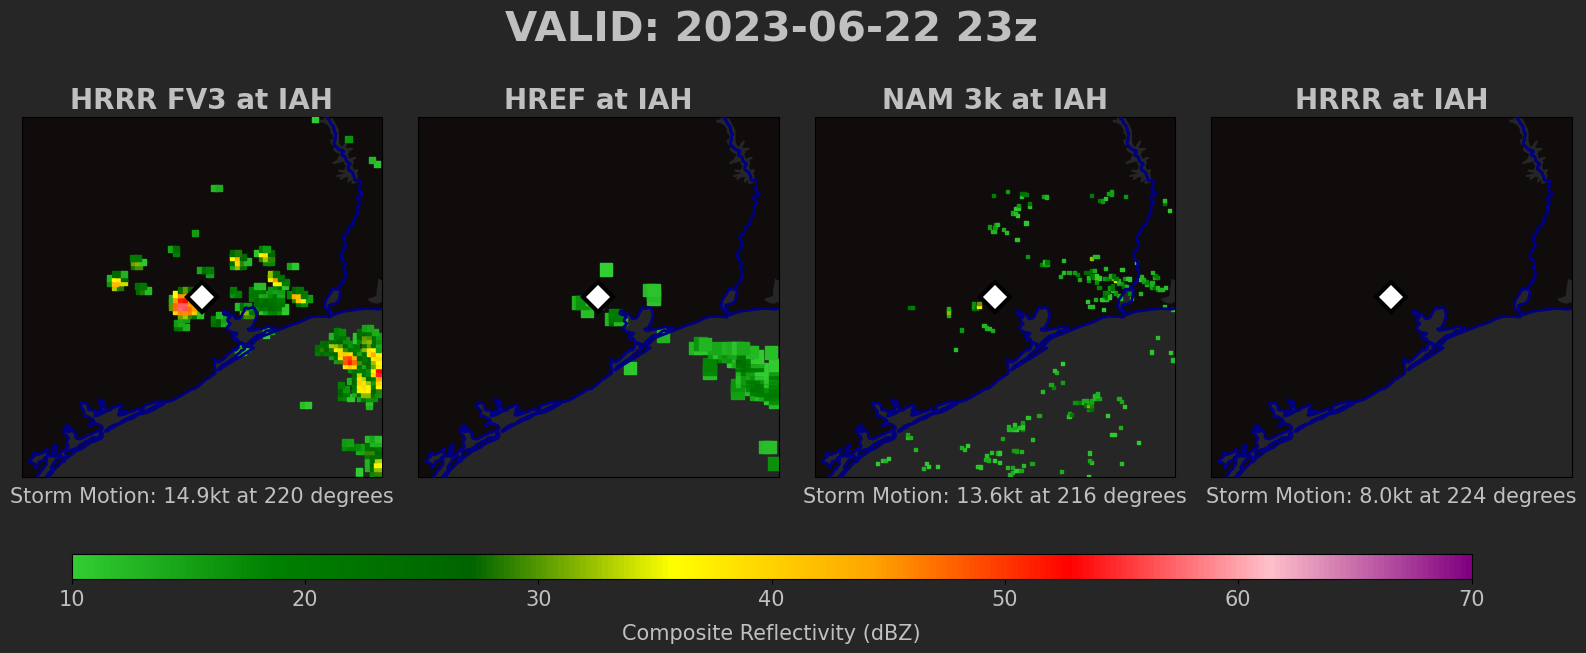 VALID: 2023-06-22 23z
HRRR FV3 at IAH
HREF at IAH
NAM 3k at IAH
HRRR at IAH
Storm Motion: 14.9kt at 220 degrees
Storm Motion: 13.6kt at 216 degrees
Storm Motion: 8.0kt at 224 degrees
10 20 30 40 50 60 70
Composite Reflectivity (dBZ)